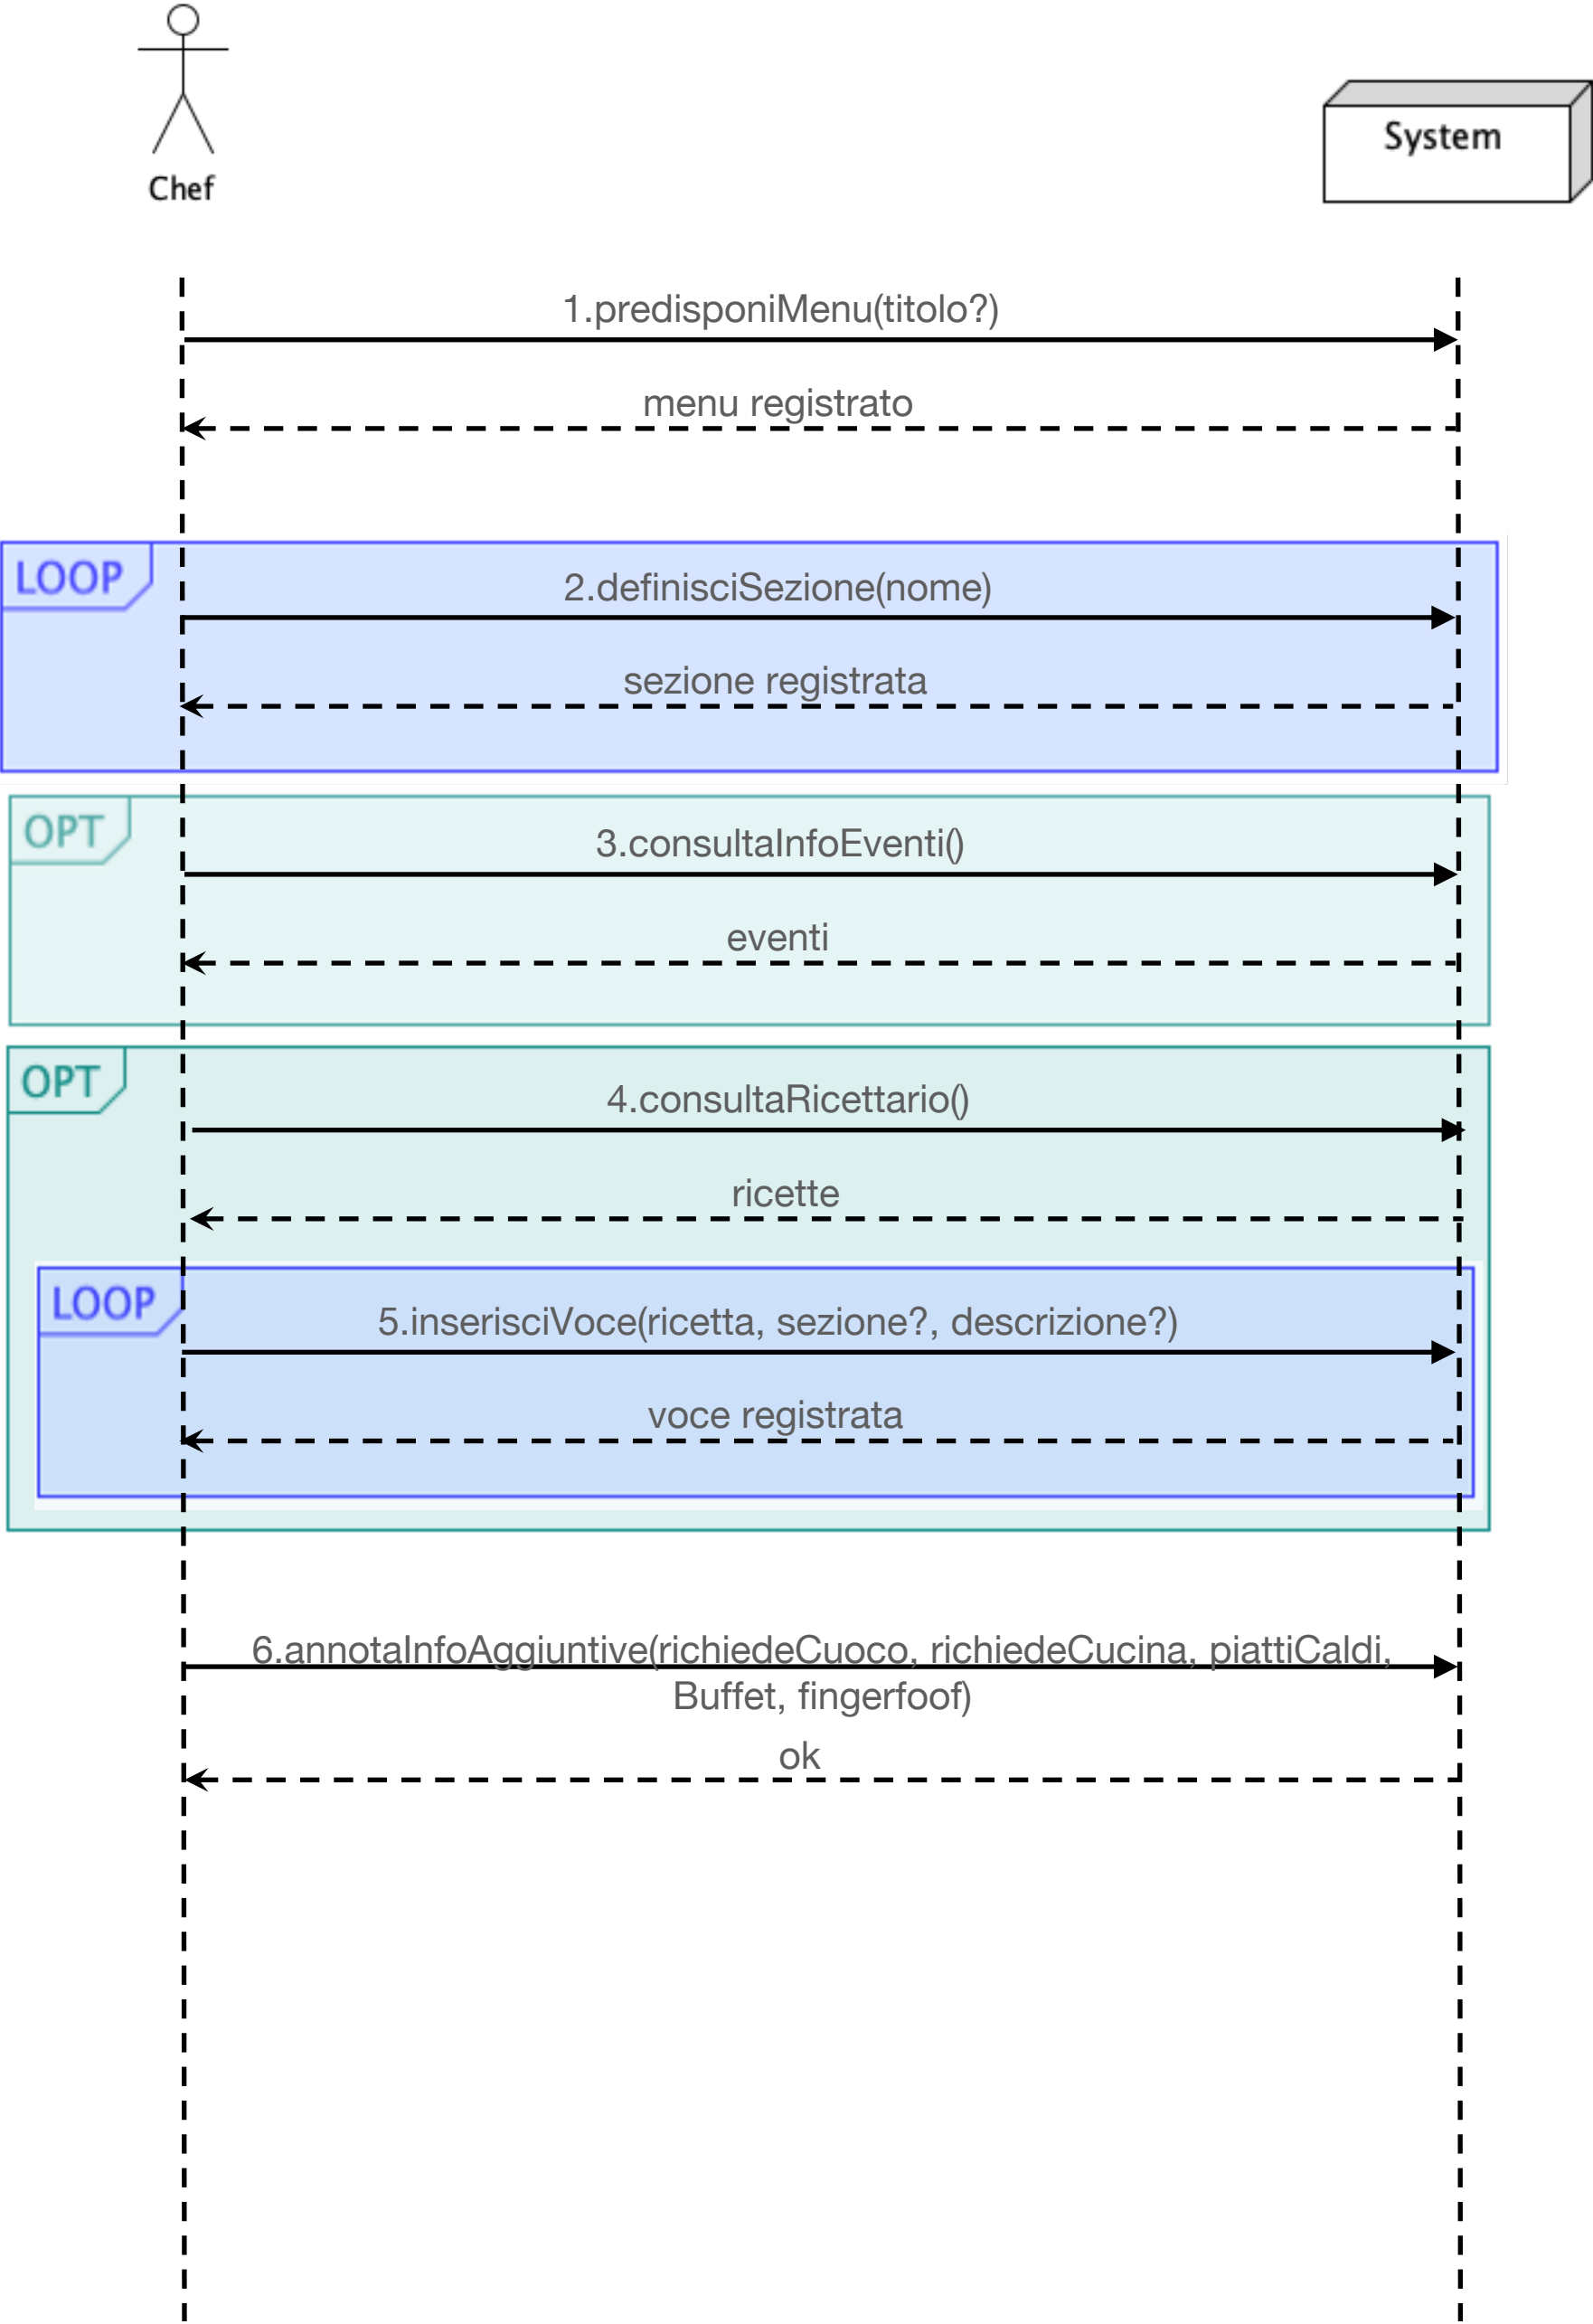 Chef
System
1.predisponiMenu(titolo?)
menu registrato
LOOP
2.definisciSezione(nome)
sezione registrata
OPT
3.consultaInfoEventi()
eventi
OPT
4.consultaRicettario()
ricette
LOOP
5.inserisciVoce(ricetta, sezione?, descrizione?)
voce registrata
6.annotaInfoAggiuntive(richiedeCuoco, richiedeCucina, piattiCaldi,
Buffet, fingerfoof)
ok